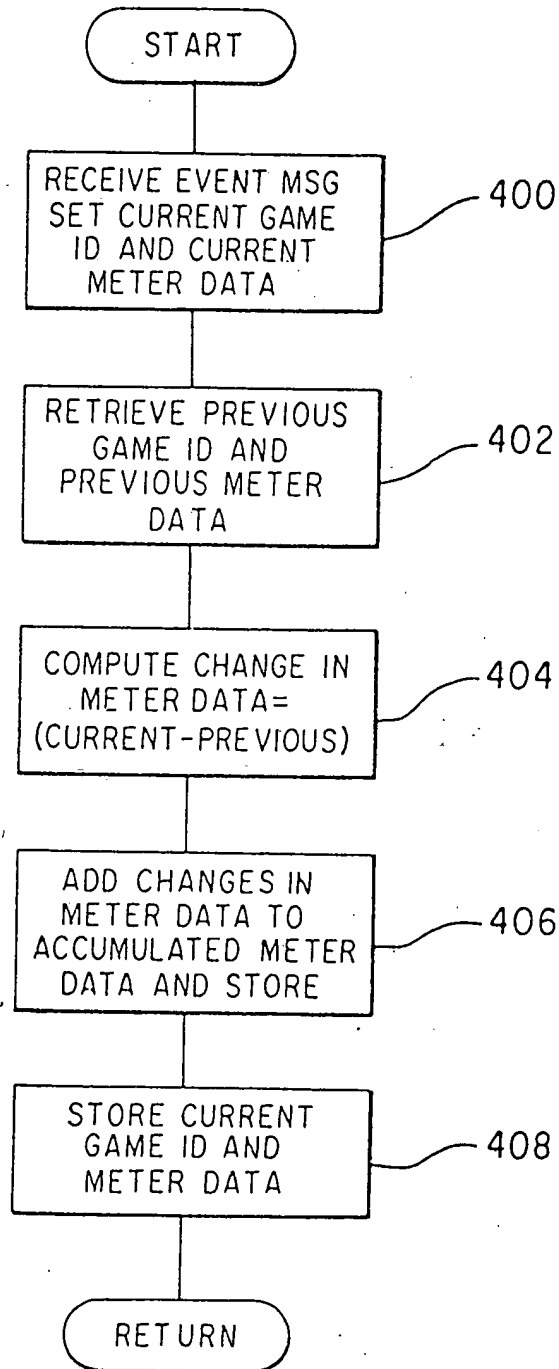 START
RECEIVE EVENT MSG
SET CURRENT GAME
ID AND CURRENT
METER DATA
400
RETRIEVE PREVIOUS
GAME ID AND
PREVIOUS METER
DATA
402
COMPUTE CHANGE IN
METER DATA=
(CURRENT-PREVIOUS)
404
ADD CHANGES IN
METER DATA TO
ACCUMULATED METER
DATA AND STORE
406
STORE CURRENT
GAME ID AND
METER DATA
408
RETURN